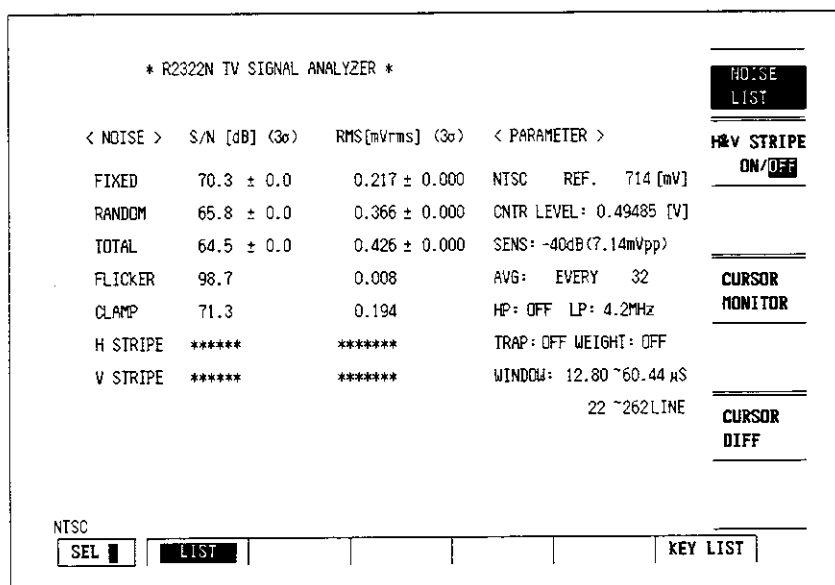 * R2322N TV SIGNAL ANALYZER *
NOISE
LIST
< NOISE > S/N [dB] (3σ) RMS[mVrms] (3σ) < PARAMETER >
H&V STRIPE
ON/OFF
FIXED 70.3 ± 0.0 0.217 ± 0.000 NTSC REF. 714 [mV]
RANDOM 65.8 ± 0.0 0.366 ± 0.000 CNTR LEVEL: 0.49485 [V]
TOTAL 64.5 ± 0.0 0.426 ± 0.000 SENS: -40dB(7.14mVpp)
FLICKER 98.7 0.008 AVG: EVERY 32
CURSOR
MONITOR
CLAMP 71.3 0.194 HP: OFF LP: 4.2MHz
H STRIPE ****** ******* TRAP: OFF WEIGHT: OFF
V STRIPE ****** ******* WINDOW: 12.80 ~60.44 µS
22 ~262LINE
CURSOR
DIFF
NTSC
SEL LIST KEY LIST